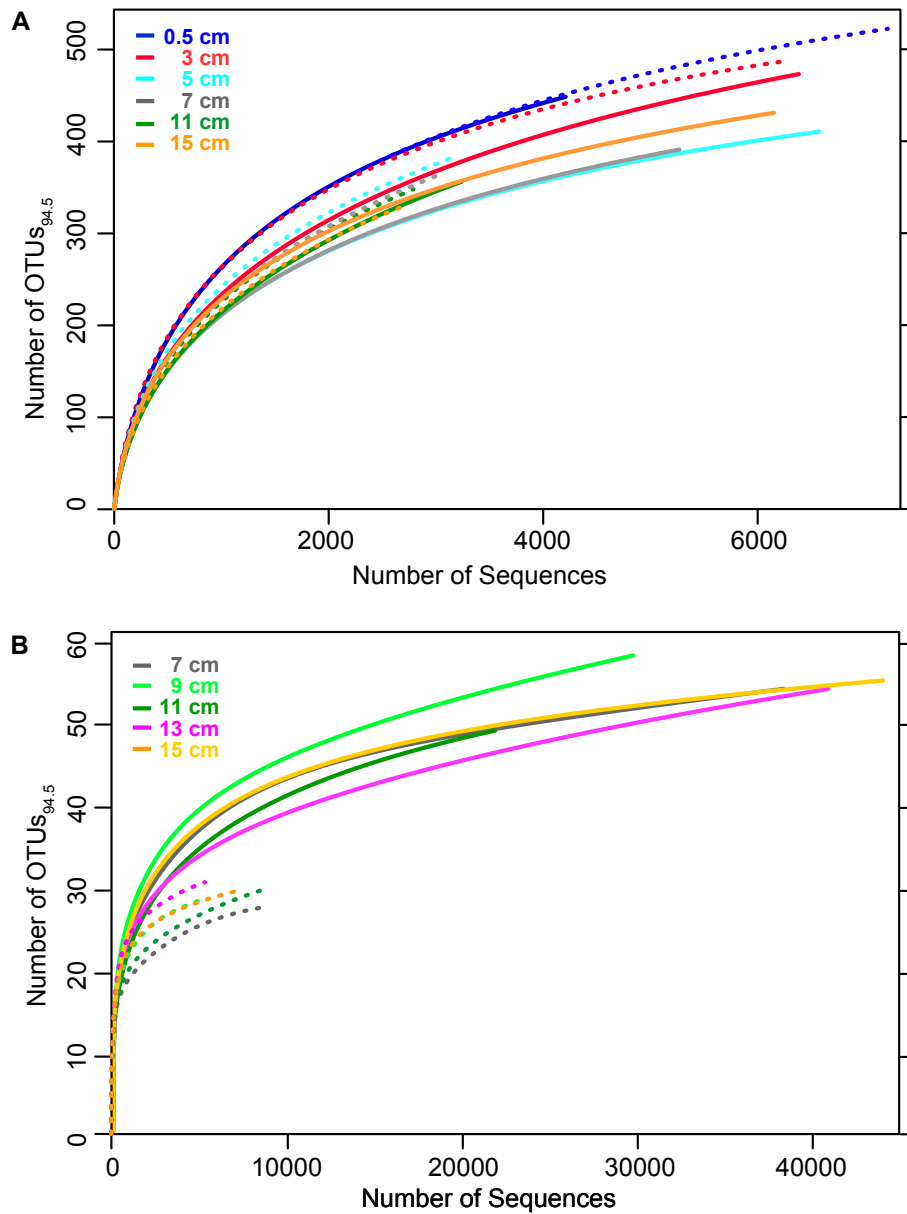 A
0.5 cm
3 cm
5 cm
7 cm
11 cm
15 cm
500
400
300
200
100
0
Number of OTUs94.5
0 2000 4000 6000
Number of Sequences
B
7 cm
9 cm
11 cm
13 cm
15 cm
60
50
40
30
20
10
0
Number of OTUs94.5
0 10000 20000 30000 40000
Number of Sequences